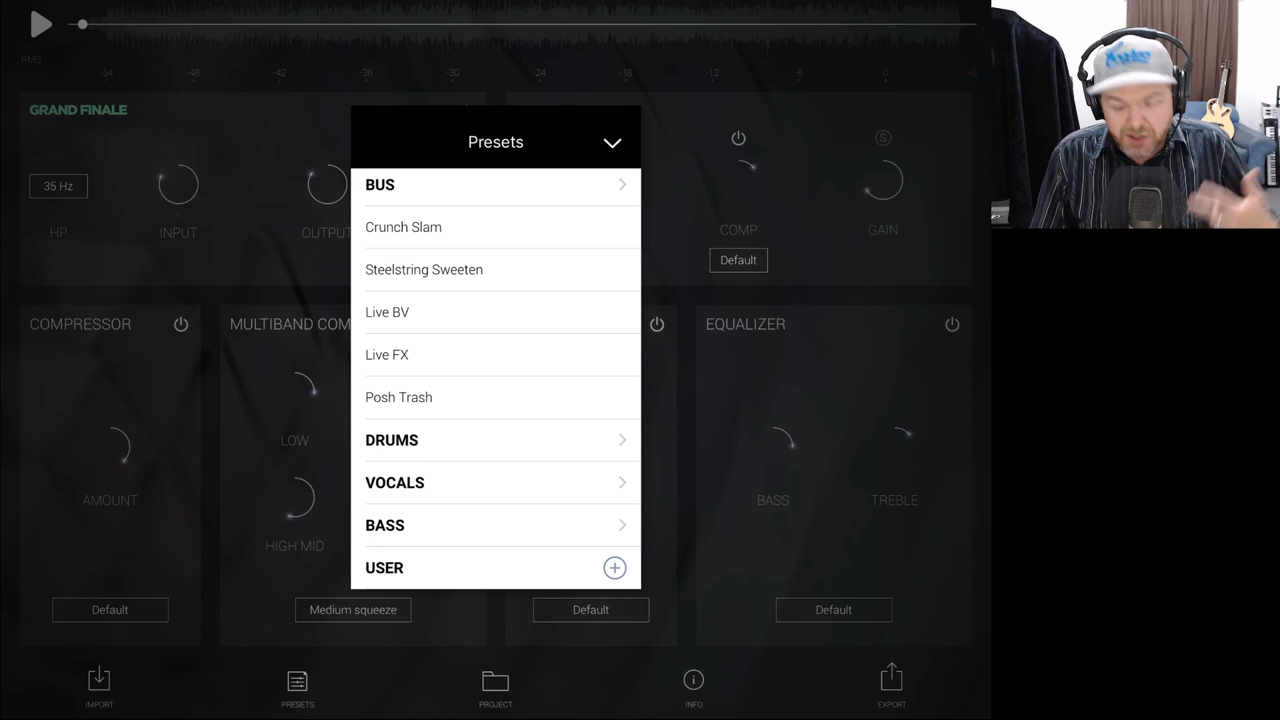 RMS
-54 -48 -42 -36 -30 -24 -18 -12 -5 0
GRAND FINALE
35 Hz
HP
INPUT
OUTPUT
COMP
GAIN
S
Default
Presets
BUS
Crunch Slam
Steelstring Sweeten
Live BV
Live FX
Posh Trash
DRUMS
VOCALS
BASS
USER
COMPRESSOR
AMOUNT
Default
MULTIBAND COM
LOW
HIGH MID
Medium squeeze
Default
EQUALIZER
BASS
TREBLE
Default
IMPORT
PRESETS
PROJECT
INFO
EXPORT